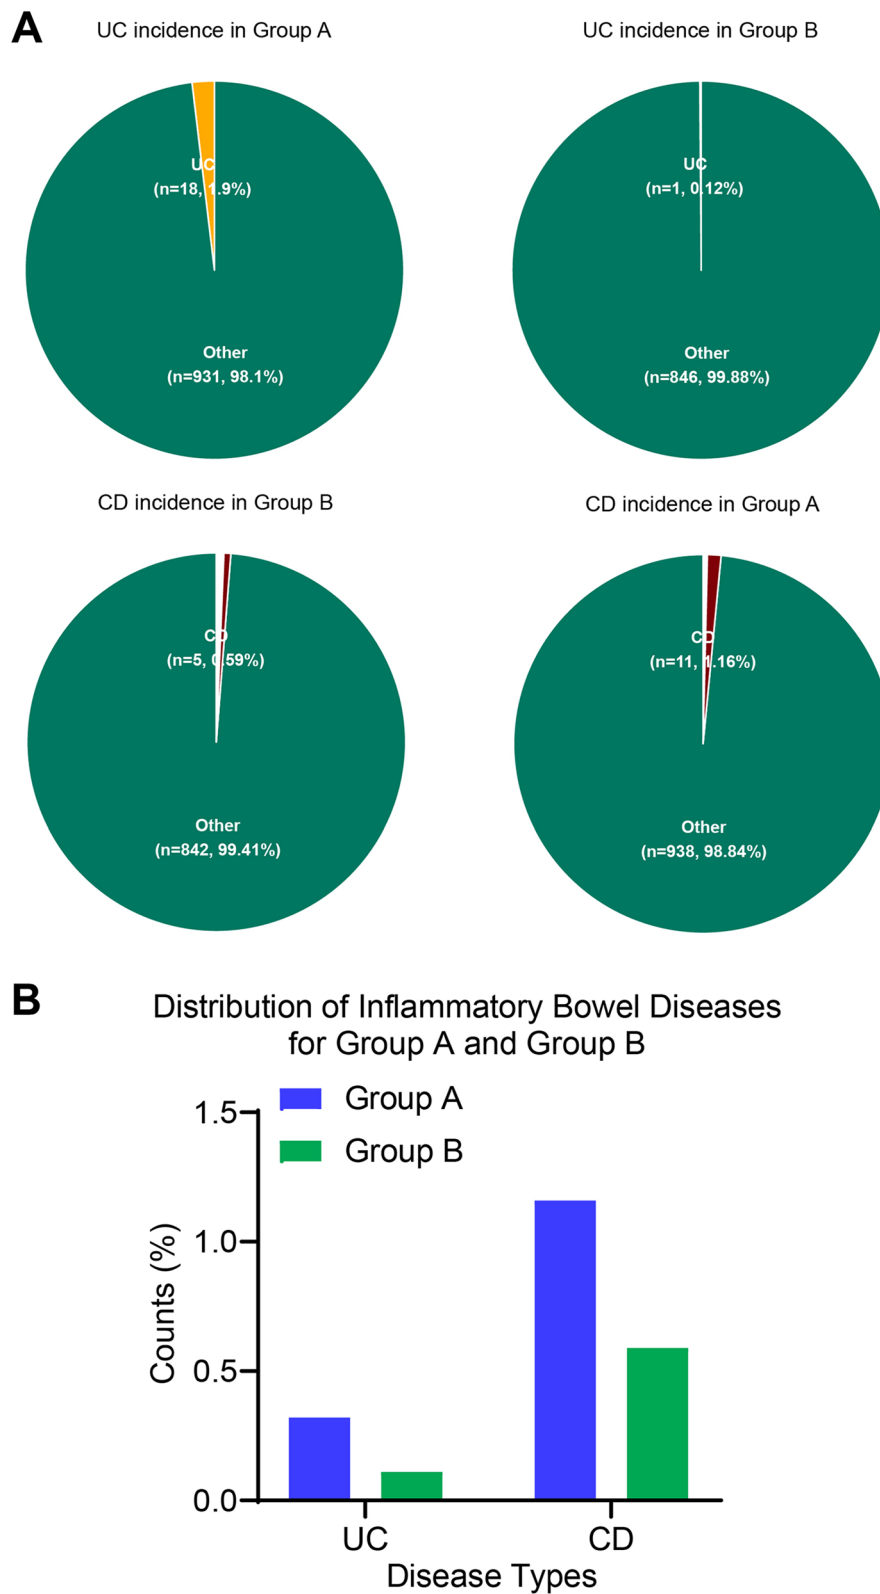 A
UC incidence in Group A
UC incidence in Group B
UC
(n=18, 1.9%)
UC
(n=1, 0.12%)
Other
(n=931, 98.1%)
Other
(n=846, 99.88%)
CD incidence in Group B
CD incidence in Group A
CD
(n=5, 0.59%)
CD
(n=11, 1.16%)
Other
(n=842, 99.41%)
Other
(n=938, 98.84%)
B
Distribution of Inflammatory Bowel Diseases
for Group A and Group B
Group A
Group B
Counts (%)
1.5
1.0
0.5
0.0
UC
CD
Disease Types